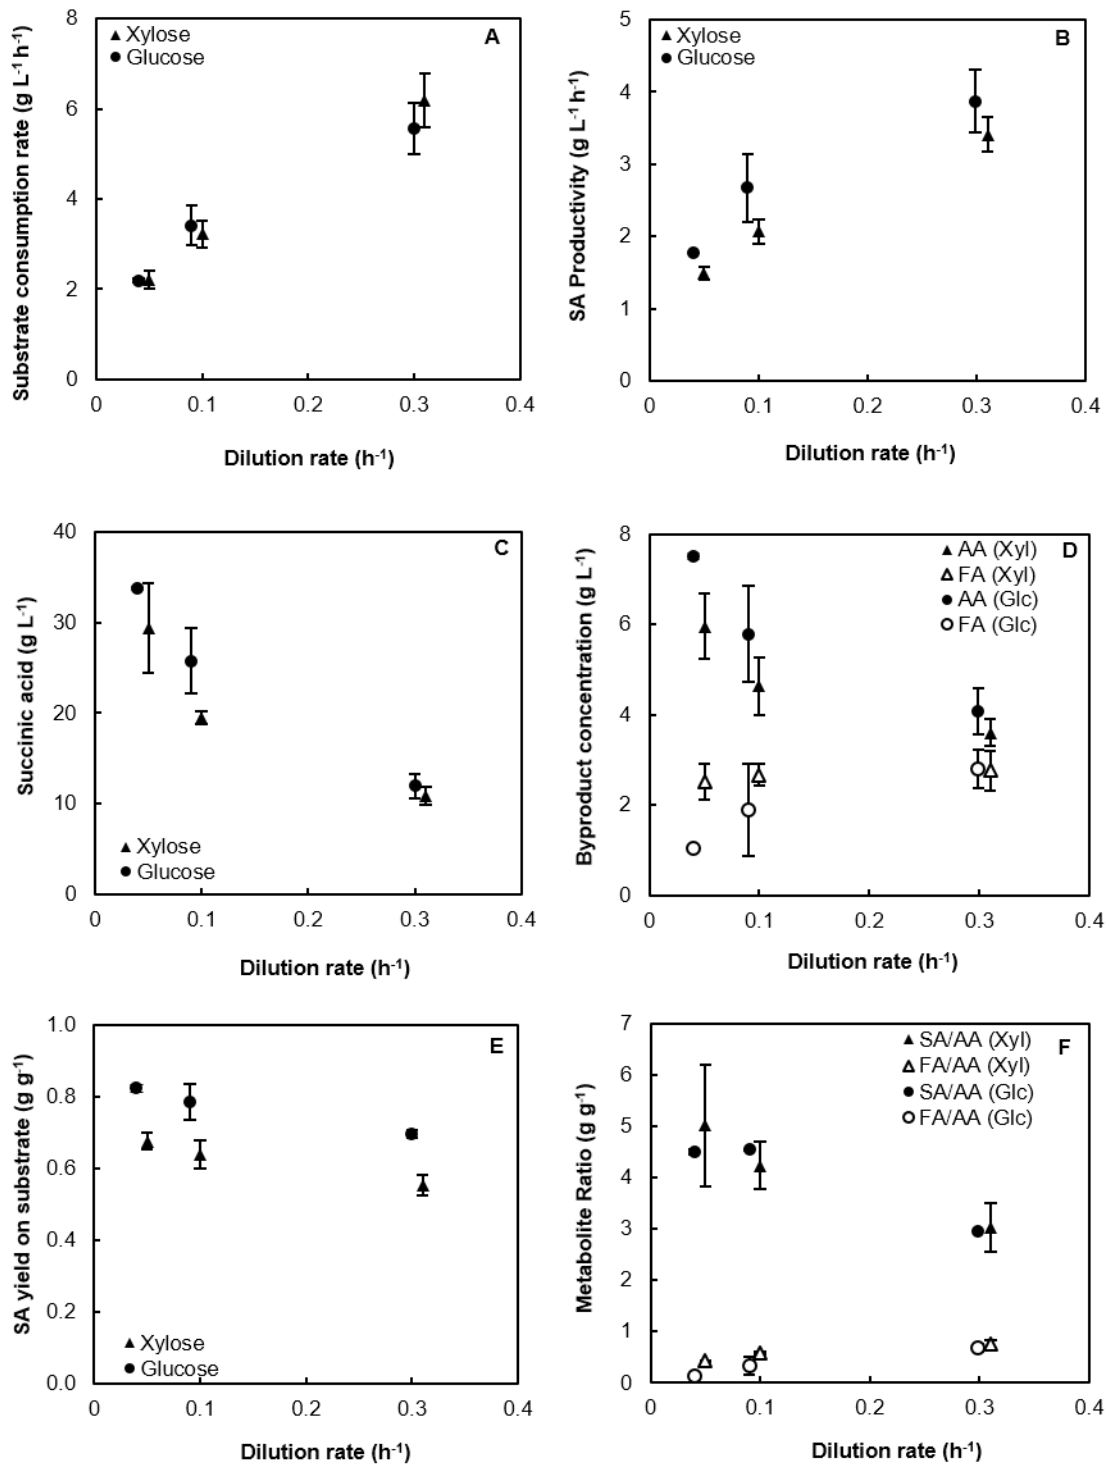 Substrate consumption rate (g L-1 h-1)
8
6
4
2
0
Xylose
Glucose
A
0 0.1 0.2 0.3 0.4
Dilution rate (h-1)
SA Productivity (g L-1 h-1)
5
4
3
2
1
0
Xylose
Glucose
B
0 0.1 0.2 0.3 0.4
Dilution rate (h-1)
Succinic acid (g L-1)
40
30
20
10
0
C
Xylose
Glucose
0 0.1 0.2 0.3 0.4
Dilution rate (h-1)
Byproduct concentration (g L-1)
8
6
4
2
0
AA (Xyl)
FA (Xyl)
AA (Glc)
FA (Glc)
D
0 0.1 0.2 0.3 0.4
Dilution rate (h-1)
SA yield on substrate (g g-1)
1.0
0.8
0.6
0.4
0.2
0.0
E
Xylose
Glucose
0 0.1 0.2 0.3 0.4
Dilution rate (h-1)
Metabolite Ratio (g g-1)
7
6
5
4
3
2
1
0
SA/AA (Xyl)
FA/AA (Xyl)
SA/AA (Glc)
FA/AA (Glc)
F
0 0.1 0.2 0.3 0.4
Dilution rate (h-1)